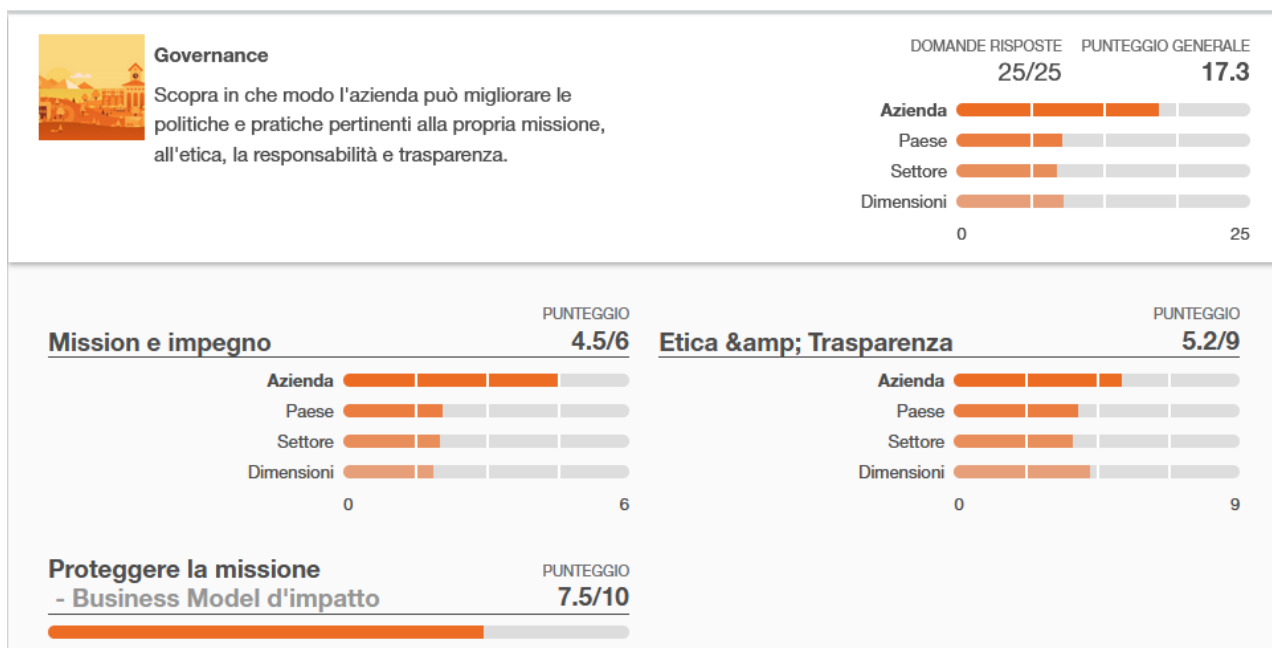 Governance
Scopra in che modo l'azienda può migliorare le
politiche e pratiche pertinenti alla propria missione,
all'etica, la responsabilità e trasparenza.
DOMANDE RISPOSTE PUNTEGGIO GENERALE
25/25 17.3
Azienda
Paese
Settore
Dimensioni
0 25
PUNTEGGIO
Mission e impegno 4.5/6
Azienda
Paese
Settore
Dimensioni
0 6
PUNTEGGIO
Etica &amp; Trasparenza 5.2/9
Azienda
Paese
Settore
Dimensioni
0 9
Proteggere la missione PUNTEGGIO
- Business Model d'impatto 7.5/10